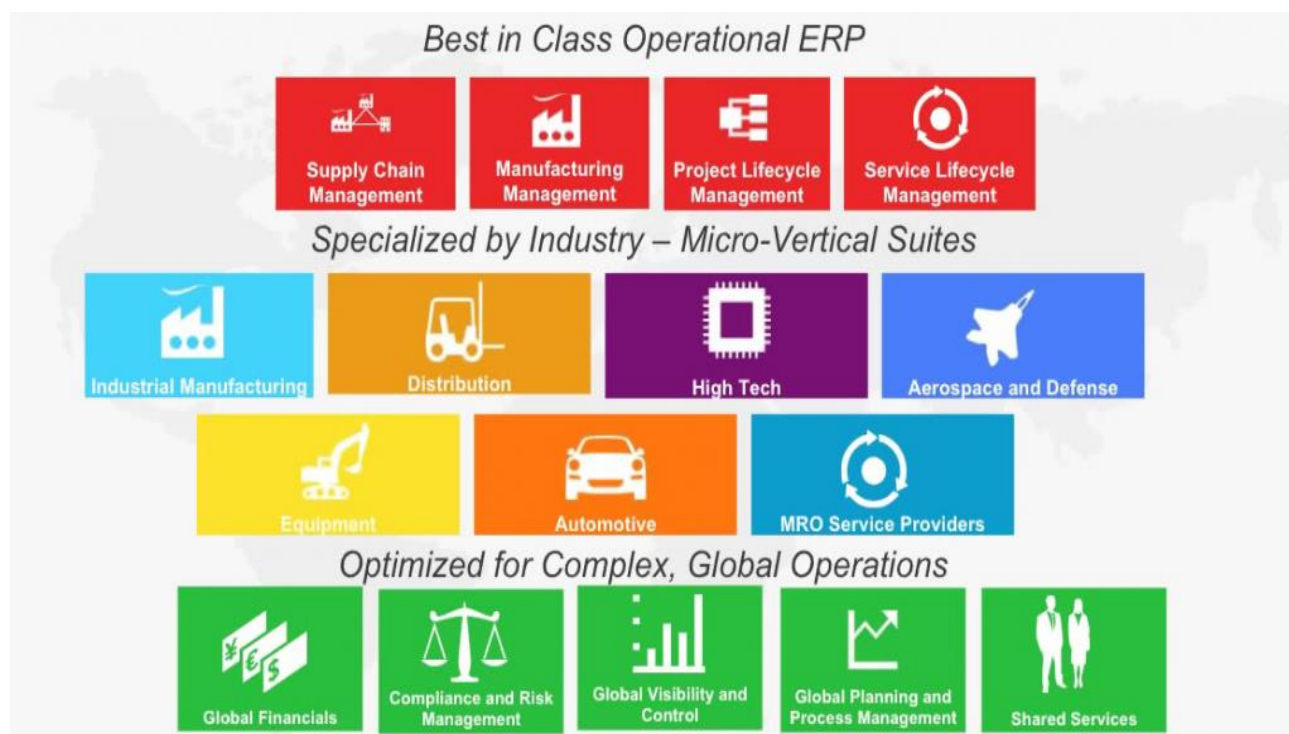 Best in Class Operational ERP
Supply Chain
Management
Manufacturing
Management
Project Lifecycle
Management
Service Lifecycle
Management
Specialized by Industry – Micro-Vertical Suites
Industrial Manufacturing
Distribution
High Tech
Aerospace and Defense
Equipment
Automotive
MRO Service Providers
Optimized for Complex, Global Operations
¥ € $
Global Financials
Compliance and Risk
Management
Global Visibility and
Control
Global Planning and
Process Management
Shared Services